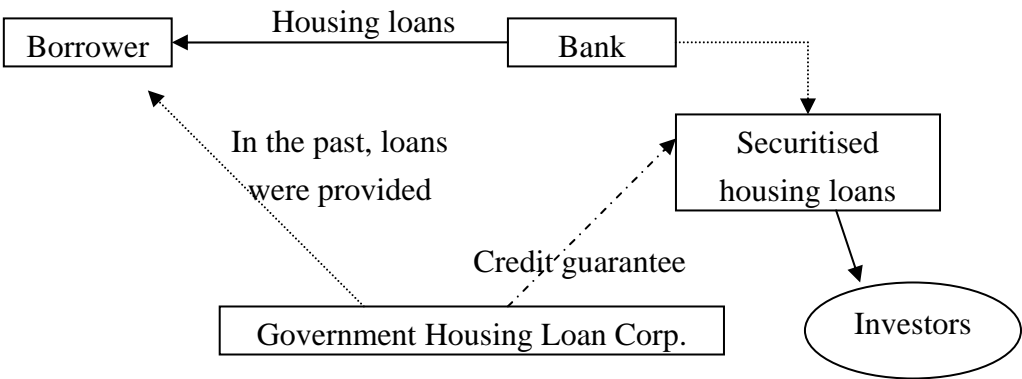 Housing loans
Borrower
Bank
In the past, loans
were provided
Securitised
housing loans
Credit guarantee
Government Housing Loan Corp.
Investors